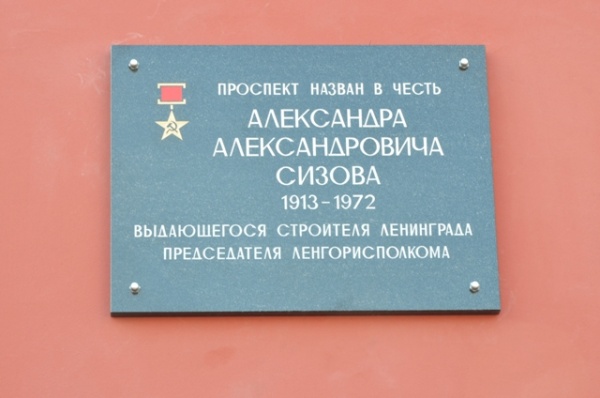 ПРОСПЕКТ НАЗВАН В ЧЕСТЬ
АЛЕКСАНДРА
АЛЕКСАНДРОВИЧА
СИЗОВА
1913-1972
ВЫДАЮЩЕГОСЯ СТРОИТЕЛЯ ЛЕНИНГРАДА
ПРЕДСЕДАТЕЛЯ ЛЕНГОРИСПОЛКОМА